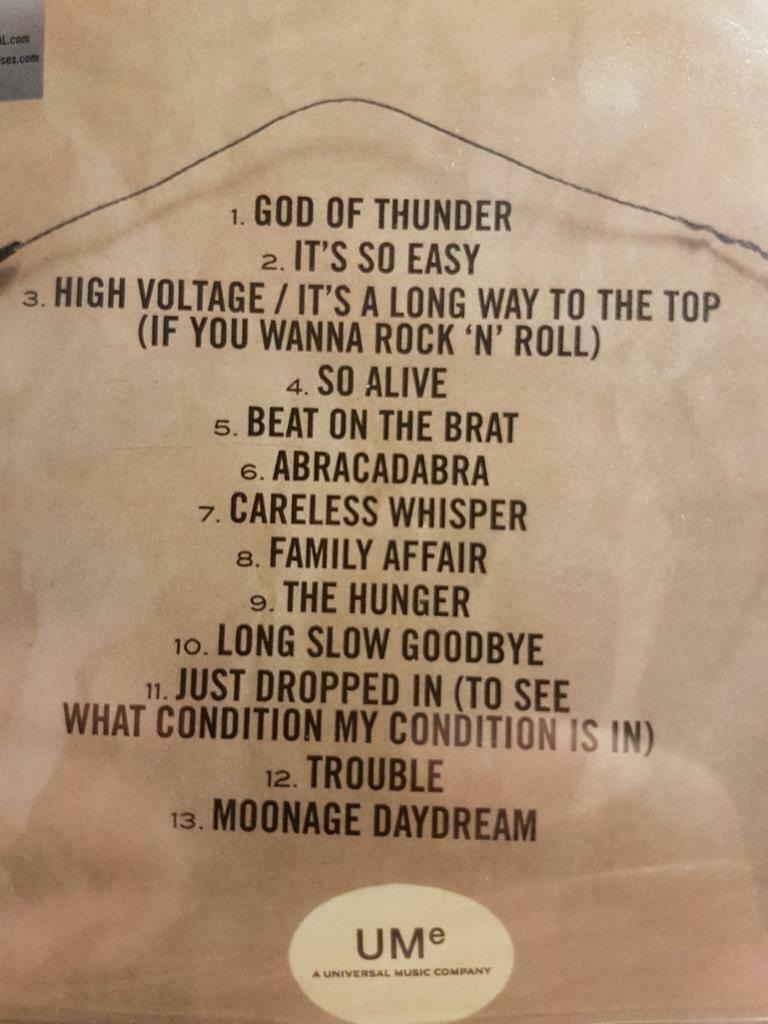 L.com
ses.com
1. GOD OF THUNDER
2. IT'S SO EASY
3. HIGH VOLTAGE / IT'S A LONG WAY TO THE TOP
(IF YOU WANNA ROCK 'N' ROLL)
4. SO ALIVE
5. BEAT ON THE BRAT
6. ABRACADABRA
7. CARELESS WHISPER
8. FAMILY AFFAIR
9. THE HUNGER
10. LONG SLOW GOODBYE
11. JUST DROPPED IN (TO SEE
WHAT CONDITION MY CONDITION IS IN)
12. TROUBLE
13. MOONAGE DAYDREAM
UMe
A UNIVERSAL MUSIC COMPANY